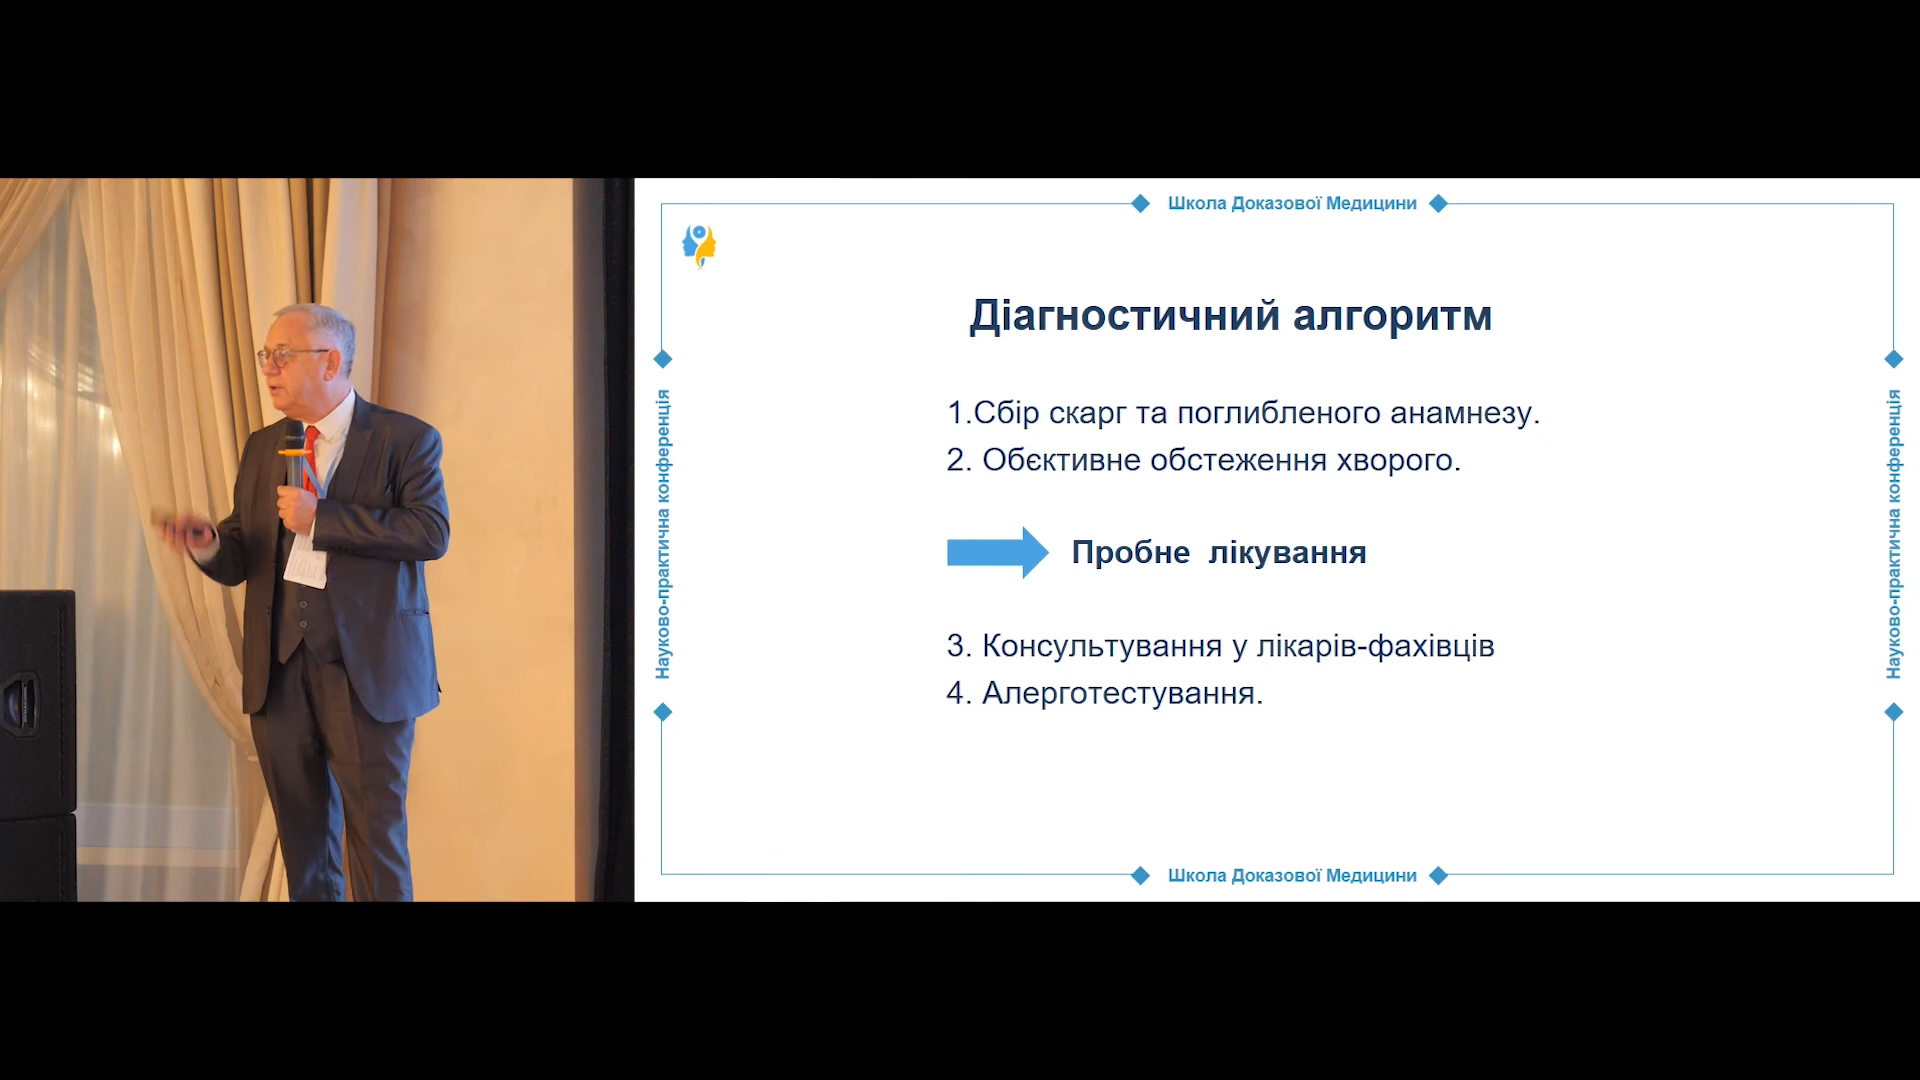 Школа Доказової Медицини
Діагностичний алгоритм
1.Сбір скарг та поглибленого анамнезу.
2. Обєктивне обстеження хворого.
Пробне лікування
3. Консультування у лікарів-фахівців
4. Алерготестування.
Науково-практична конференція
Науково-практична конференція
Школа Доказової Медицини